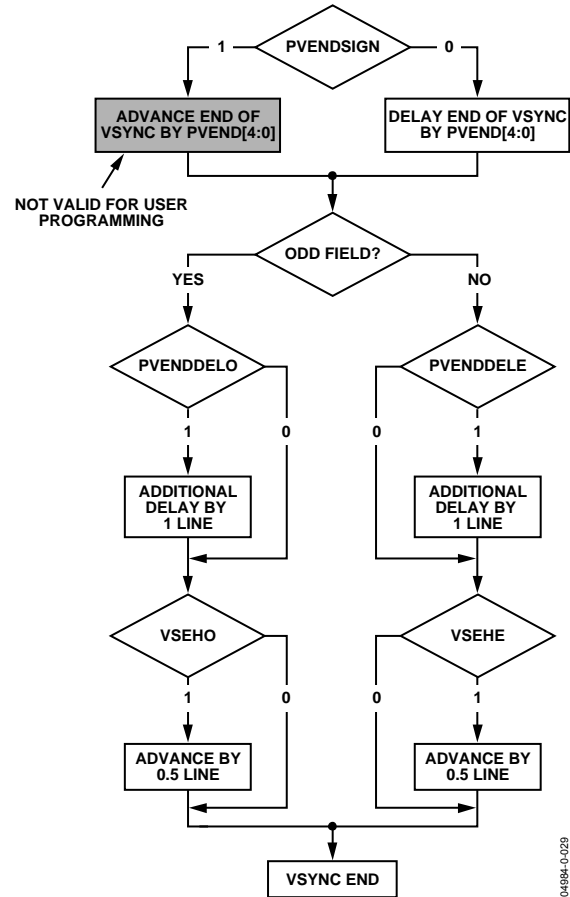 PVENDSIGN
1
0
ADVANCE END OF
VSYNC BY PVEND[4:0]
DELAY END OF VSYNC
BY PVEND[4:0]
NOT VALID FOR USER
PROGRAMMING
ODD FIELD?
YES
NO
PVENDDELO
PVENDDELE
1
0
0
1
ADDITIONAL
DELAY BY
1 LINE
ADDITIONAL
DELAY BY
1 LINE
VSEHO
VSEHE
1
0
0
1
ADVANCE BY
0.5 LINE
ADVANCE BY
0.5 LINE
VSYNC END
04984-0-029